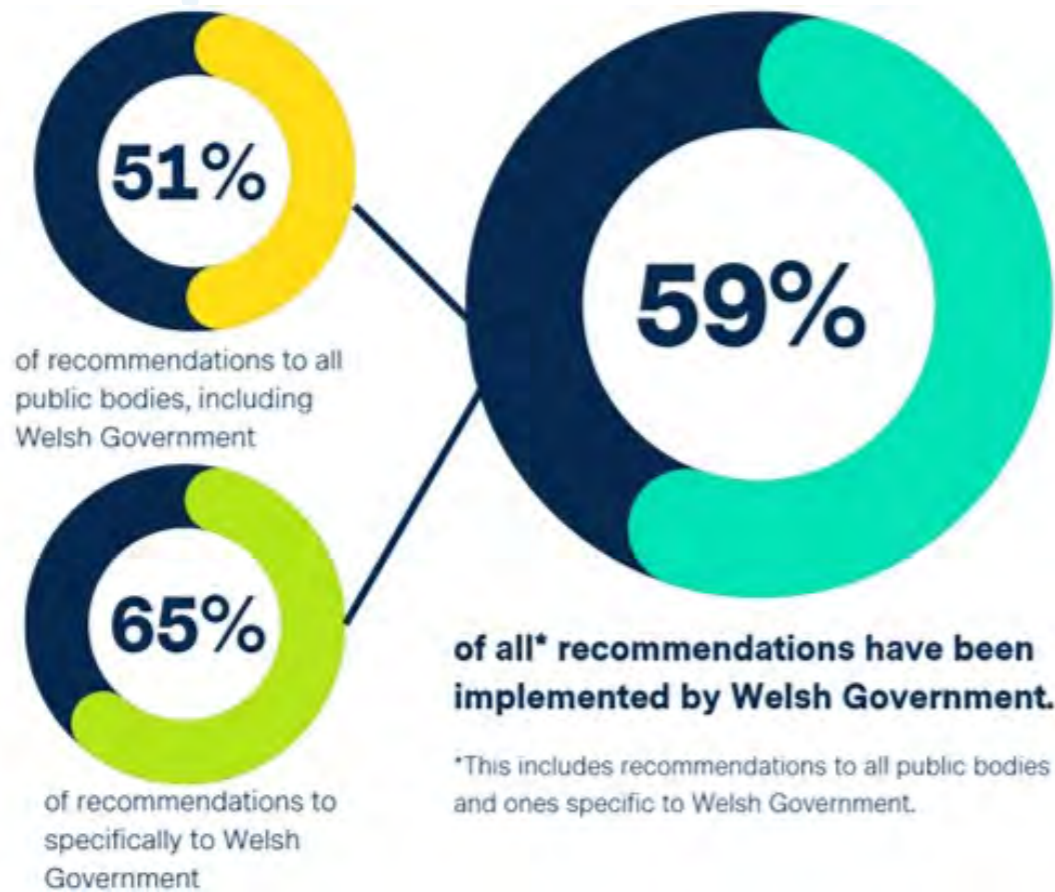 51%
of recommendations to all
public bodies, including
Welsh Government
65%
of recommendations to
specifically to Welsh
Government
59%
of all* recommendations have been
implemented by Welsh Government.
*This includes recommendations to all public bodies
and ones specific to Welsh Government.